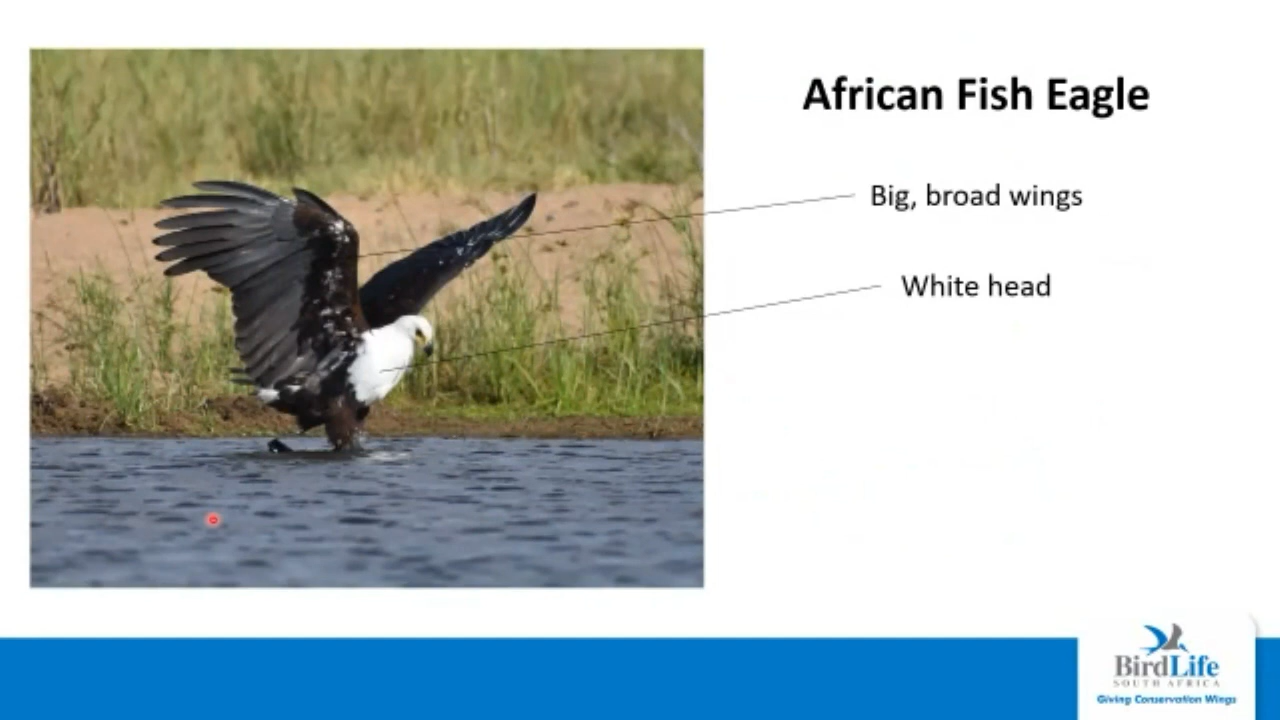 African Fish Eagle
Big, broad wings
White head
BirdLife
SOUTH AFRICA
Giving Conservation Wings